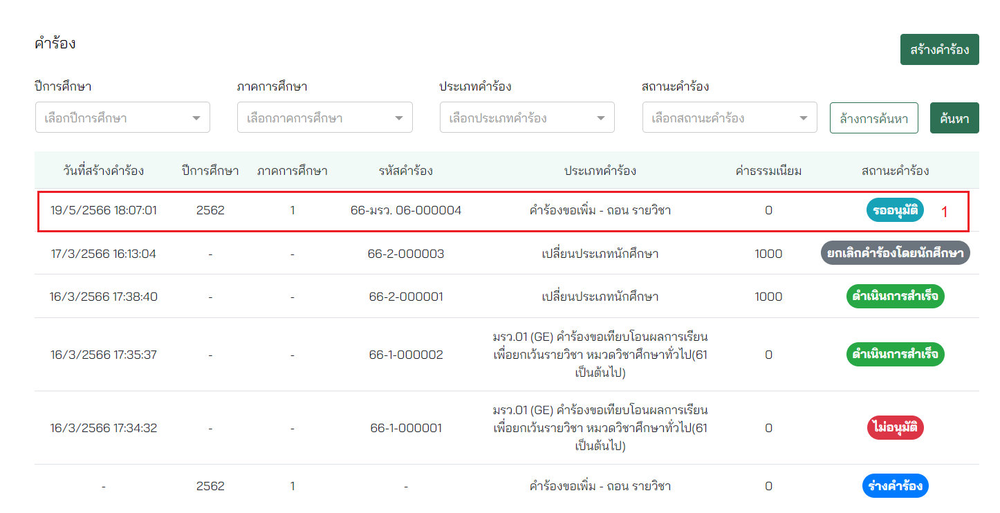 คำร้อง
สร้างคำร้อง
ปีการศึกษา ภาคการศึกษา ประเภทคำร้อง สถานะคำร้อง
เลือกปีการศึกษา เลือกภาคการศึกษา เลือกประเภทคำร้อง เลือกสถานะคำร้อง ล้างการค้นหา ค้นหา
วันที่สร้างคำร้อง ปีการศึกษา ภาคการศึกษา รหัสคำร้อง ประเภทคำร้อง ค่าธรรมเนียม สถานะคำร้อง
19/5/2566 18:07:01 2562 1 66-มรว. 06-000004 คำร้องขอเพิ่ม - ถอน รายวิชา 0 รออนุมัติ 1
17/3/2566 16:13:04 - - 66-2-000003 เปลี่ยนประเภทนักศึกษา 1000 ยกเลิกคำร้องโดยนักศึกษา
16/3/2566 17:38:40 - - 66-2-000001 เปลี่ยนประเภทนักศึกษา 1000 ดำเนินการสำเร็จ
มรว.01 (GE) คำร้องขอเทียบโอนผลการเรียน
16/3/2566 17:35:37 - - 66-1-000002 เพื่อยกเว้นรายวิชา หมวดวิชาศึกษาทั่วไป(61 0 ดำเนินการสำเร็จ
เป็นต้นไป)
มรว.01 (GE) คำร้องขอเทียบโอนผลการเรียน
16/3/2566 17:34:32 - - 66-1-000001 เพื่อยกเว้นรายวิชา หมวดวิชาศึกษาทั่วไป(61 0 ไม่อนุมัติ
เป็นต้นไป)
- 2562 1 - คำร้องขอเพิ่ม - ถอน รายวิชา 0 ร่างคำร้อง